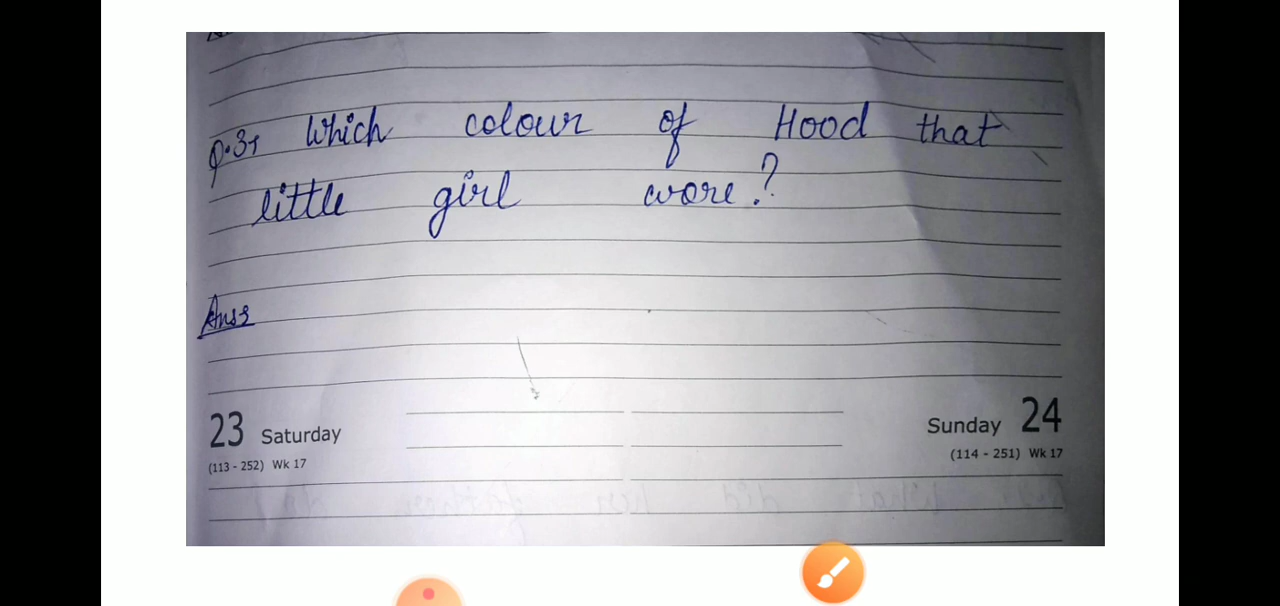 Q.3, Which colour of Hood that
little girl wore?
Ans
23 Saturday
(113 - 252) Wk 17
Sunday 24
(114 - 251) Wk 17